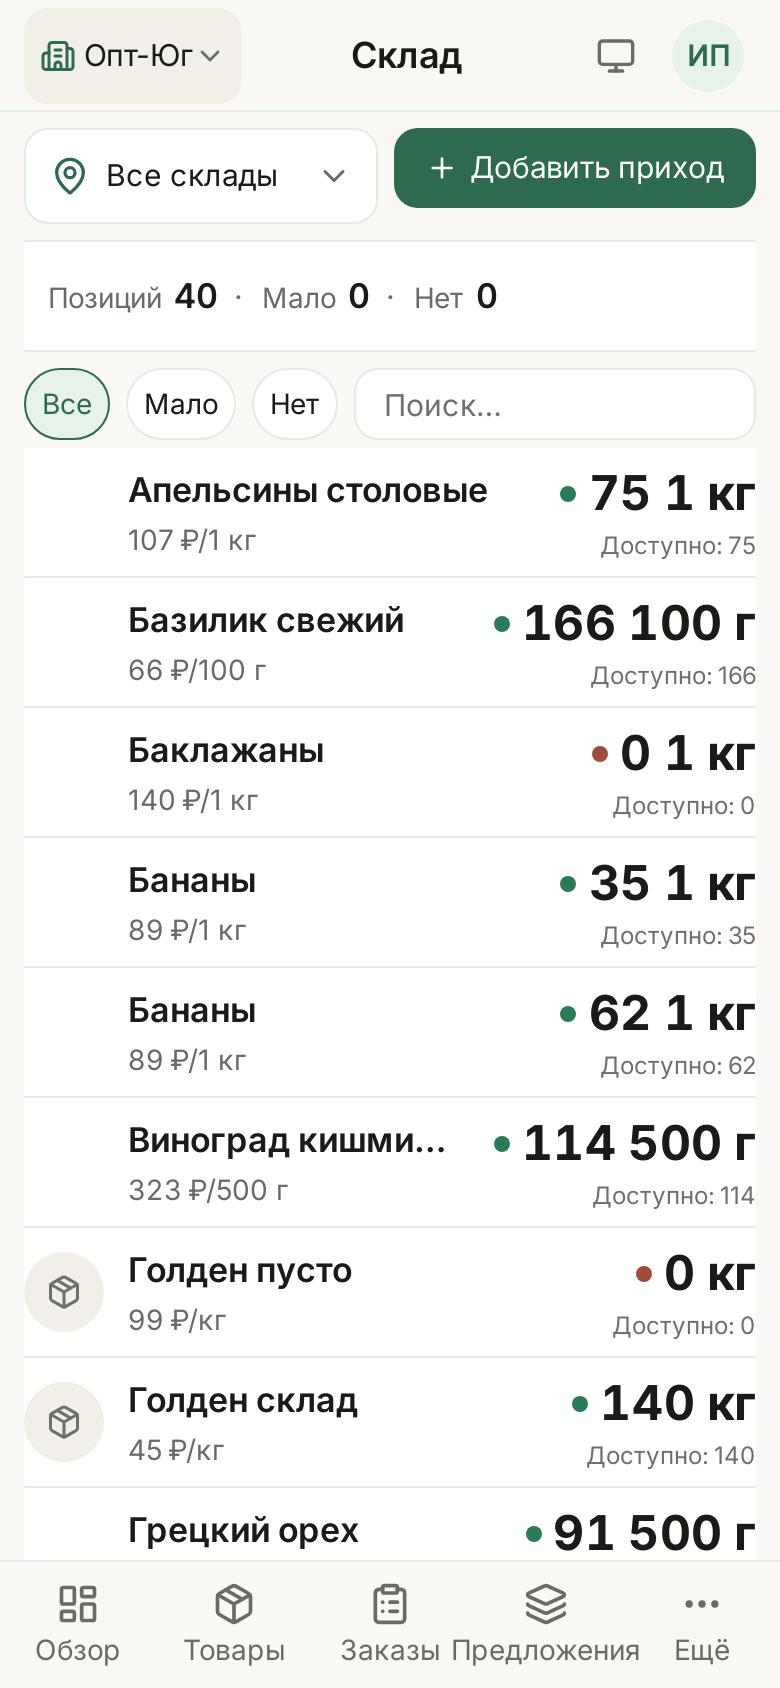 Опт-Юг
Склад
ИП
Все склады
+ Добавить приход
Позиций 40 · Мало 0 · Нет 0
Все
Мало
Нет
Поиск...
Апельсины столовые
75 1 кг
107 ₽/1 кг
Доступно: 75
Базилик свежий
166 100 г
66 ₽/100 г
Доступно: 166
Баклажаны
0 1 кг
140 ₽/1 кг
Доступно: 0
Бананы
35 1 кг
89 ₽/1 кг
Доступно: 35
Бананы
62 1 кг
89 ₽/1 кг
Доступно: 62
Виноград кишми...
114 500 г
323 ₽/500 г
Доступно: 114
Голден пусто
0 кг
99 ₽/кг
Доступно: 0
Голден склад
140 кг
45 ₽/кг
Доступно: 140
Грецкий орех
91 500 г
Обзор
Товары
Заказы
Предложения
Ещё